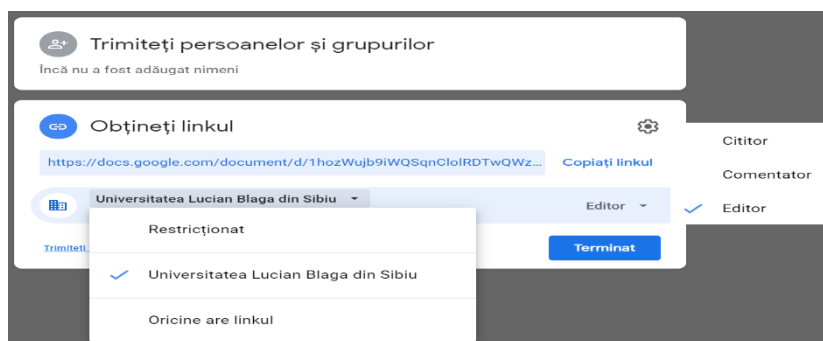 Trimiteți persoanelor și grupurilor
Încă nu a fost adăugat nimeni
Obțineți linkul
https://docs.google.com/document/d/1hozWujb9iWQSqnClolRDTwQWz...
Copiați linkul
Universitatea Lucian Blaga din Sibiu
Editor
Trimiteți
Terminat
Restricționat
Universitatea Lucian Blaga din Sibiu
Oricine are linkul
Cititor
Comentator
Editor